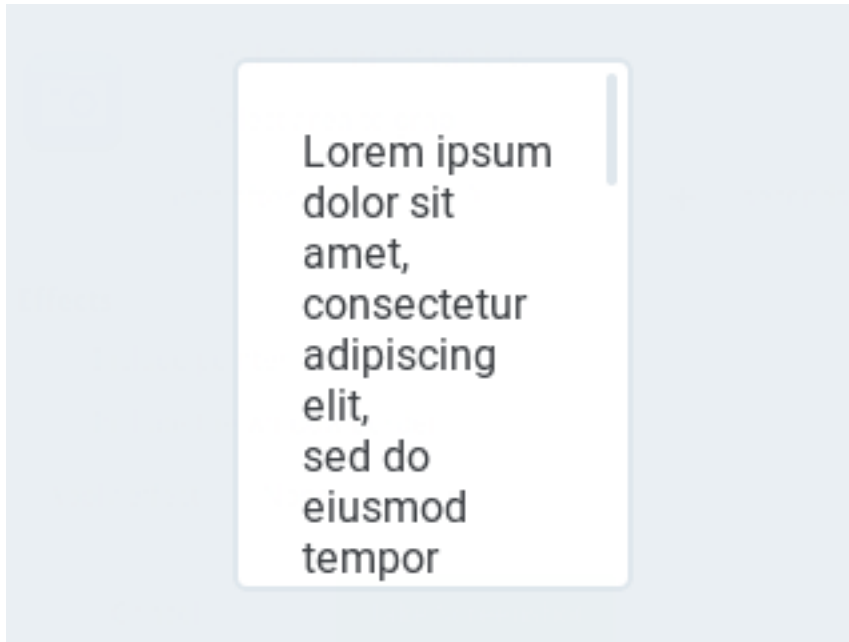 Lorem ipsum
dolor sit
amet,
consectetur
adipiscing
elit,
sed do
eiusmod
tempor